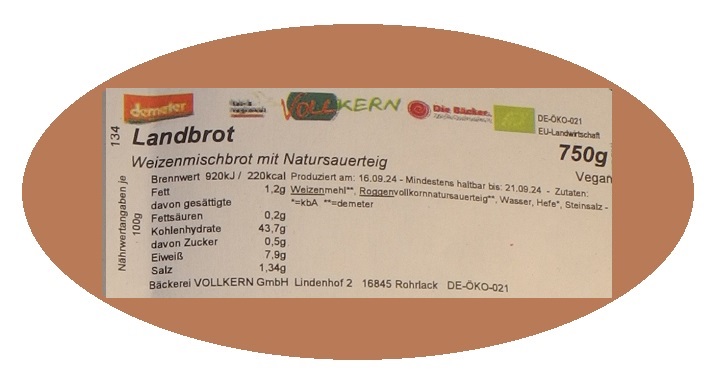 demeter
VOLLKERN
Die Bäcker.
DE-ÖKO-021
EU-Landwirtschaft
134
Landbrot
750g
Weizenmischbrot mit Natursauerteig
Vegan
Nährwertangaben je
100g
Brennwert 920kJ / 220kcal
Fett 1,2g
davon gesättigte
Fettsäuren 0,2g
Kohlenhydrate 43,7g
davon Zucker 0,5g
Eiweiß 7,9g
Salz 1,34g
Produziert am: 16.09.24 - Mindestens haltbar bis: 21.09.24 - Zutaten:
Weizenmehl**, Roggenvollkornnatursauerteig**, Wasser, Hefe*, Steinsalz -
*=kbA **=demeter
Bäckerei VOLLKERN GmbH Lindenhof 2 16845 Rohrlack DE-ÖKO-021